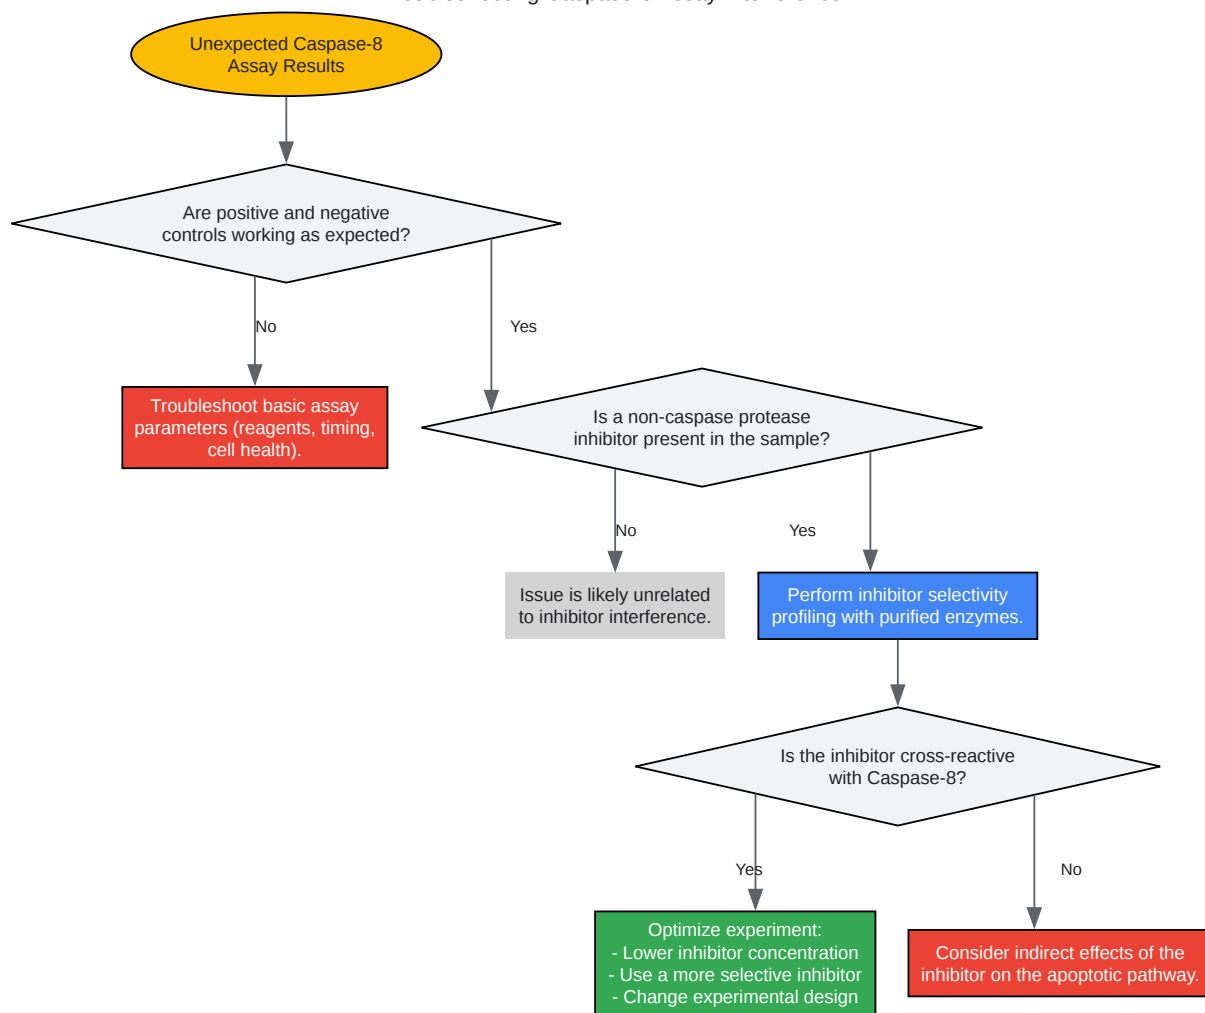 Unexpected Caspase-8
Assay Results
Are positive and negative
controls working as expected?
No
Yes
Troubleshoot basic assay
parameters (reagents, timing,
cell health).
Is a non-caspase protease
inhibitor present in the sample?
No
Yes
Issue is likely unrelated
to inhibitor interference.
Perform inhibitor selectivity
profiling with purified enzymes.
Is the inhibitor cross-reactive
with Caspase-8?
Yes
No
Optimize experiment:
- Lower inhibitor concentration
- Use a more selective inhibitor
- Change experimental design
Consider indirect effects of the
inhibitor on the apoptotic pathway.